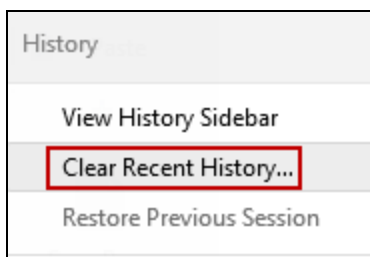 History
View History Sidebar
Clear Recent History...
Restore Previous Session